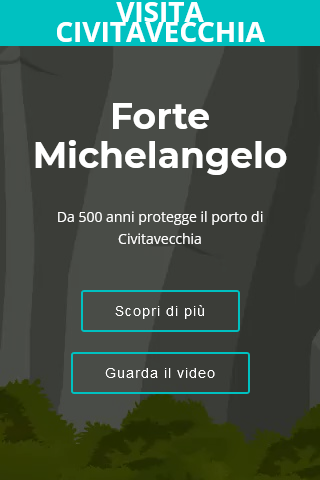 VISITA
CIVITAVECCHIA
Forte
Michelangelo
Da 500 anni protegge il porto di
Civitavecchia
Scopri di più
Guarda il video